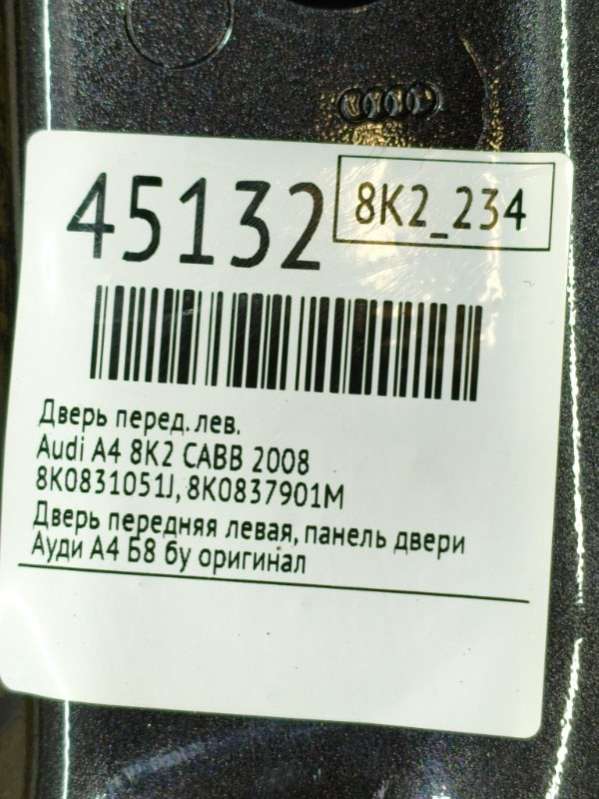 45132
8K2_234
Дверь перед. лев.
Audi A4 8K2 CABB 2008
8K0831051J, 8K0837901M
Дверь передняя левая, панель двери
Ауди А4 Б8 бу оригинал